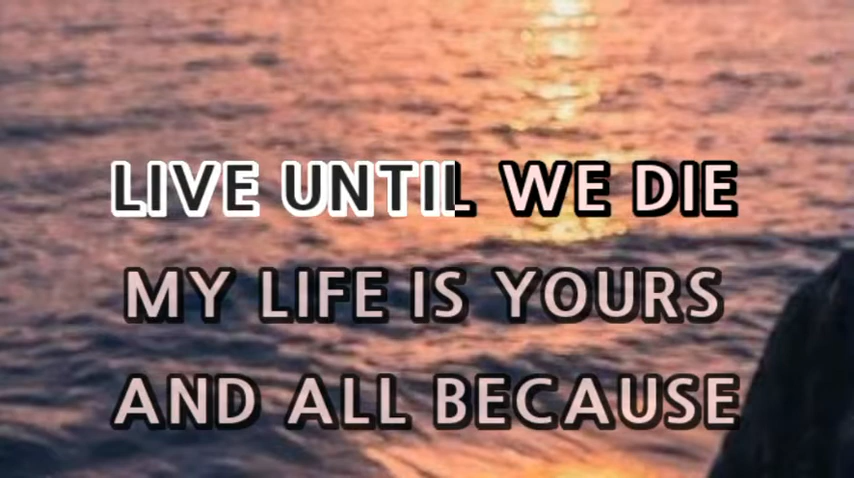 LIVE UNTIL WE DIE
MY LIFE IS YOURS
AND ALL BECAUSE